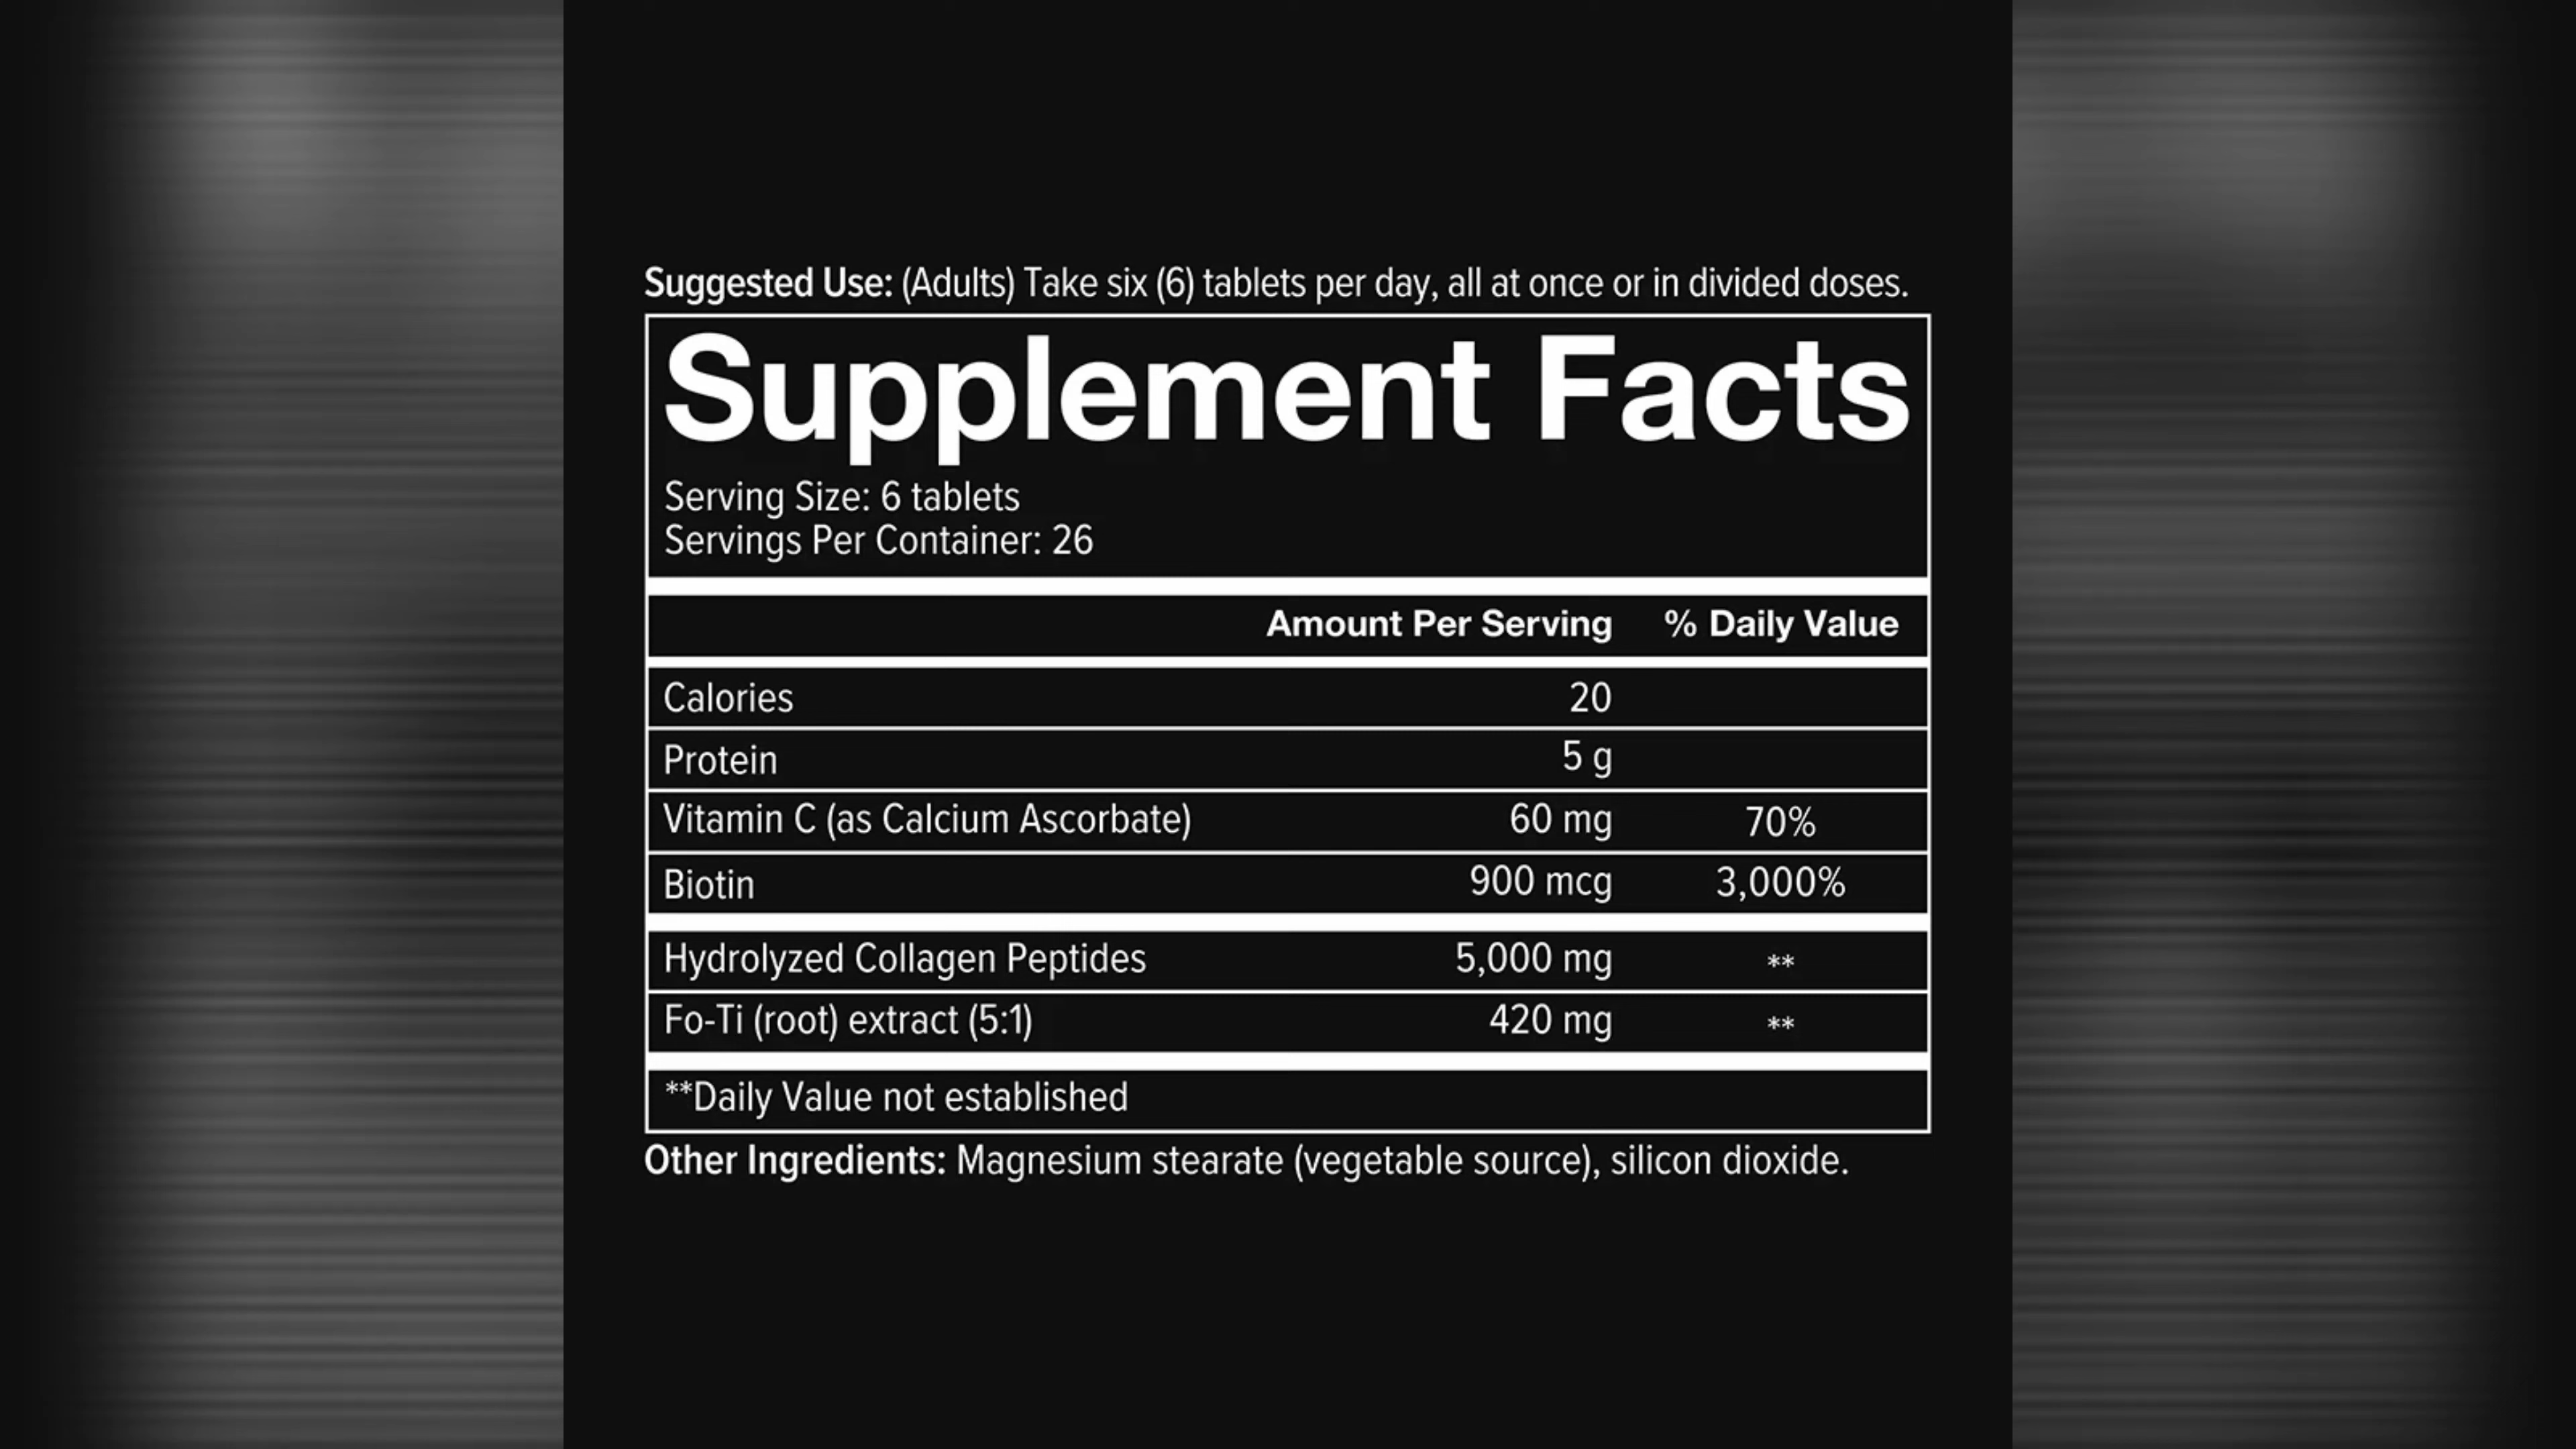 Suggested Use: (Adults) Take six (6) tablets per day, all at once or in divided doses.
Supplement Facts
Serving Size: 6 tablets
Servings Per Container: 26
Amount Per Serving % Daily Value
Calories 20
Protein 5 g
Vitamin C (as Calcium Ascorbate) 60 mg 70%
Biotin 900 mcg 3,000%
Hydrolyzed Collagen Peptides 5,000 mg **
Fo-Ti (root) extract (5:1) 420 mg **
**Daily Value not established
Other Ingredients: Magnesium stearate (vegetable source), silicon dioxide.